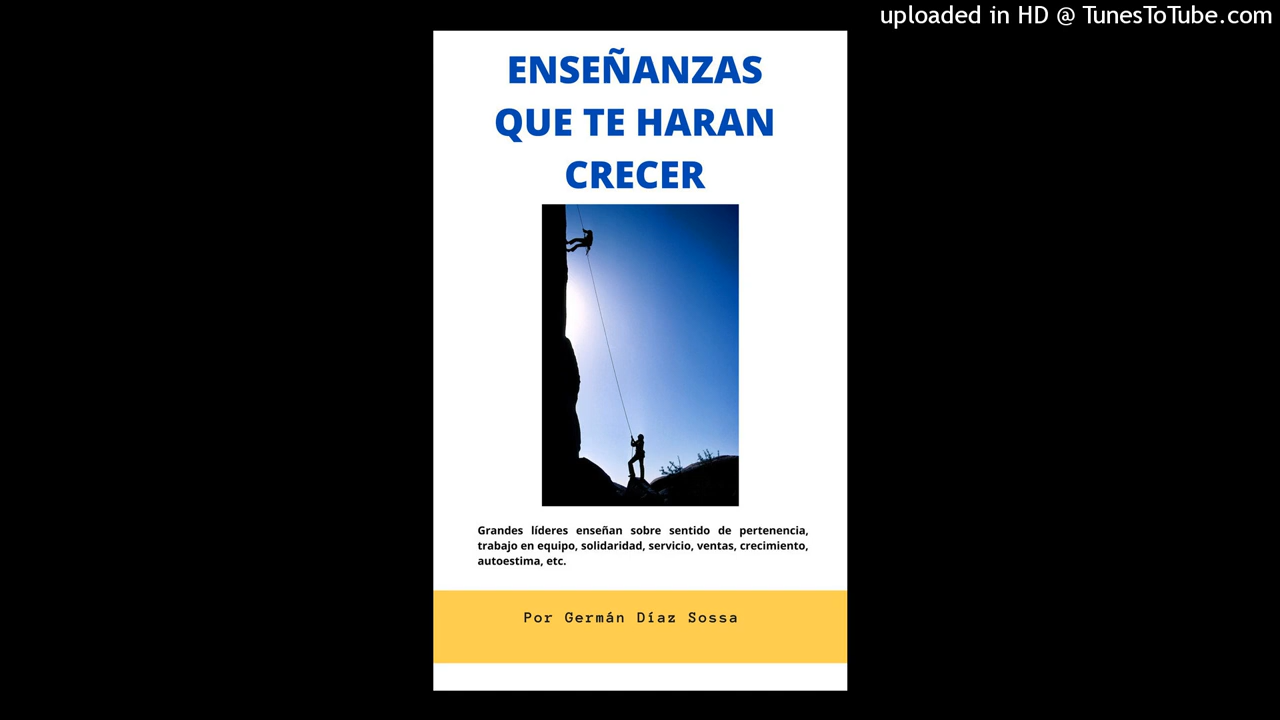 uploaded in HD @ TunesToTube.com
ENSEÑANZAS
QUE TE HARAN
CRECER
Grandes líderes enseñan sobre sentido de pertenencia,
trabajo en equipo, solidaridad, servicio, ventas, crecimiento,
autoestima, etc.
Por Germán Díaz Sossa